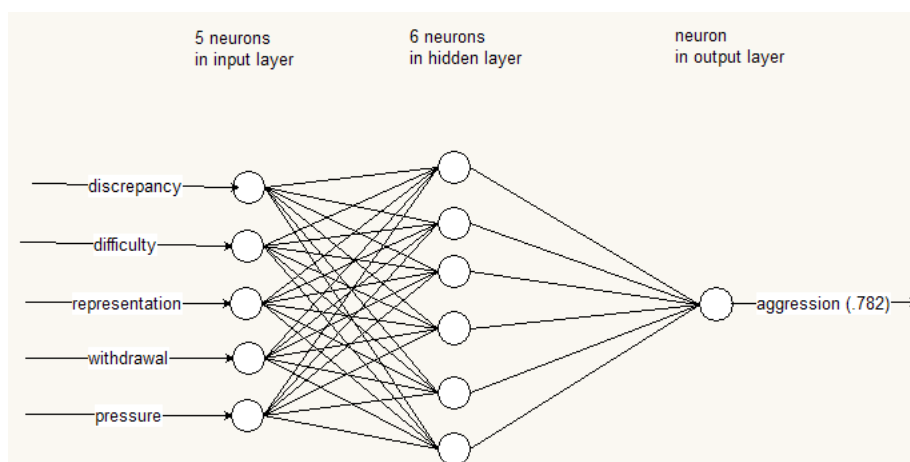 5 neurons
in input layer
6 neurons
in hidden layer
neuron
in output layer
discrepancy
difficulty
representation
withdrawal
pressure
aggression (.782)